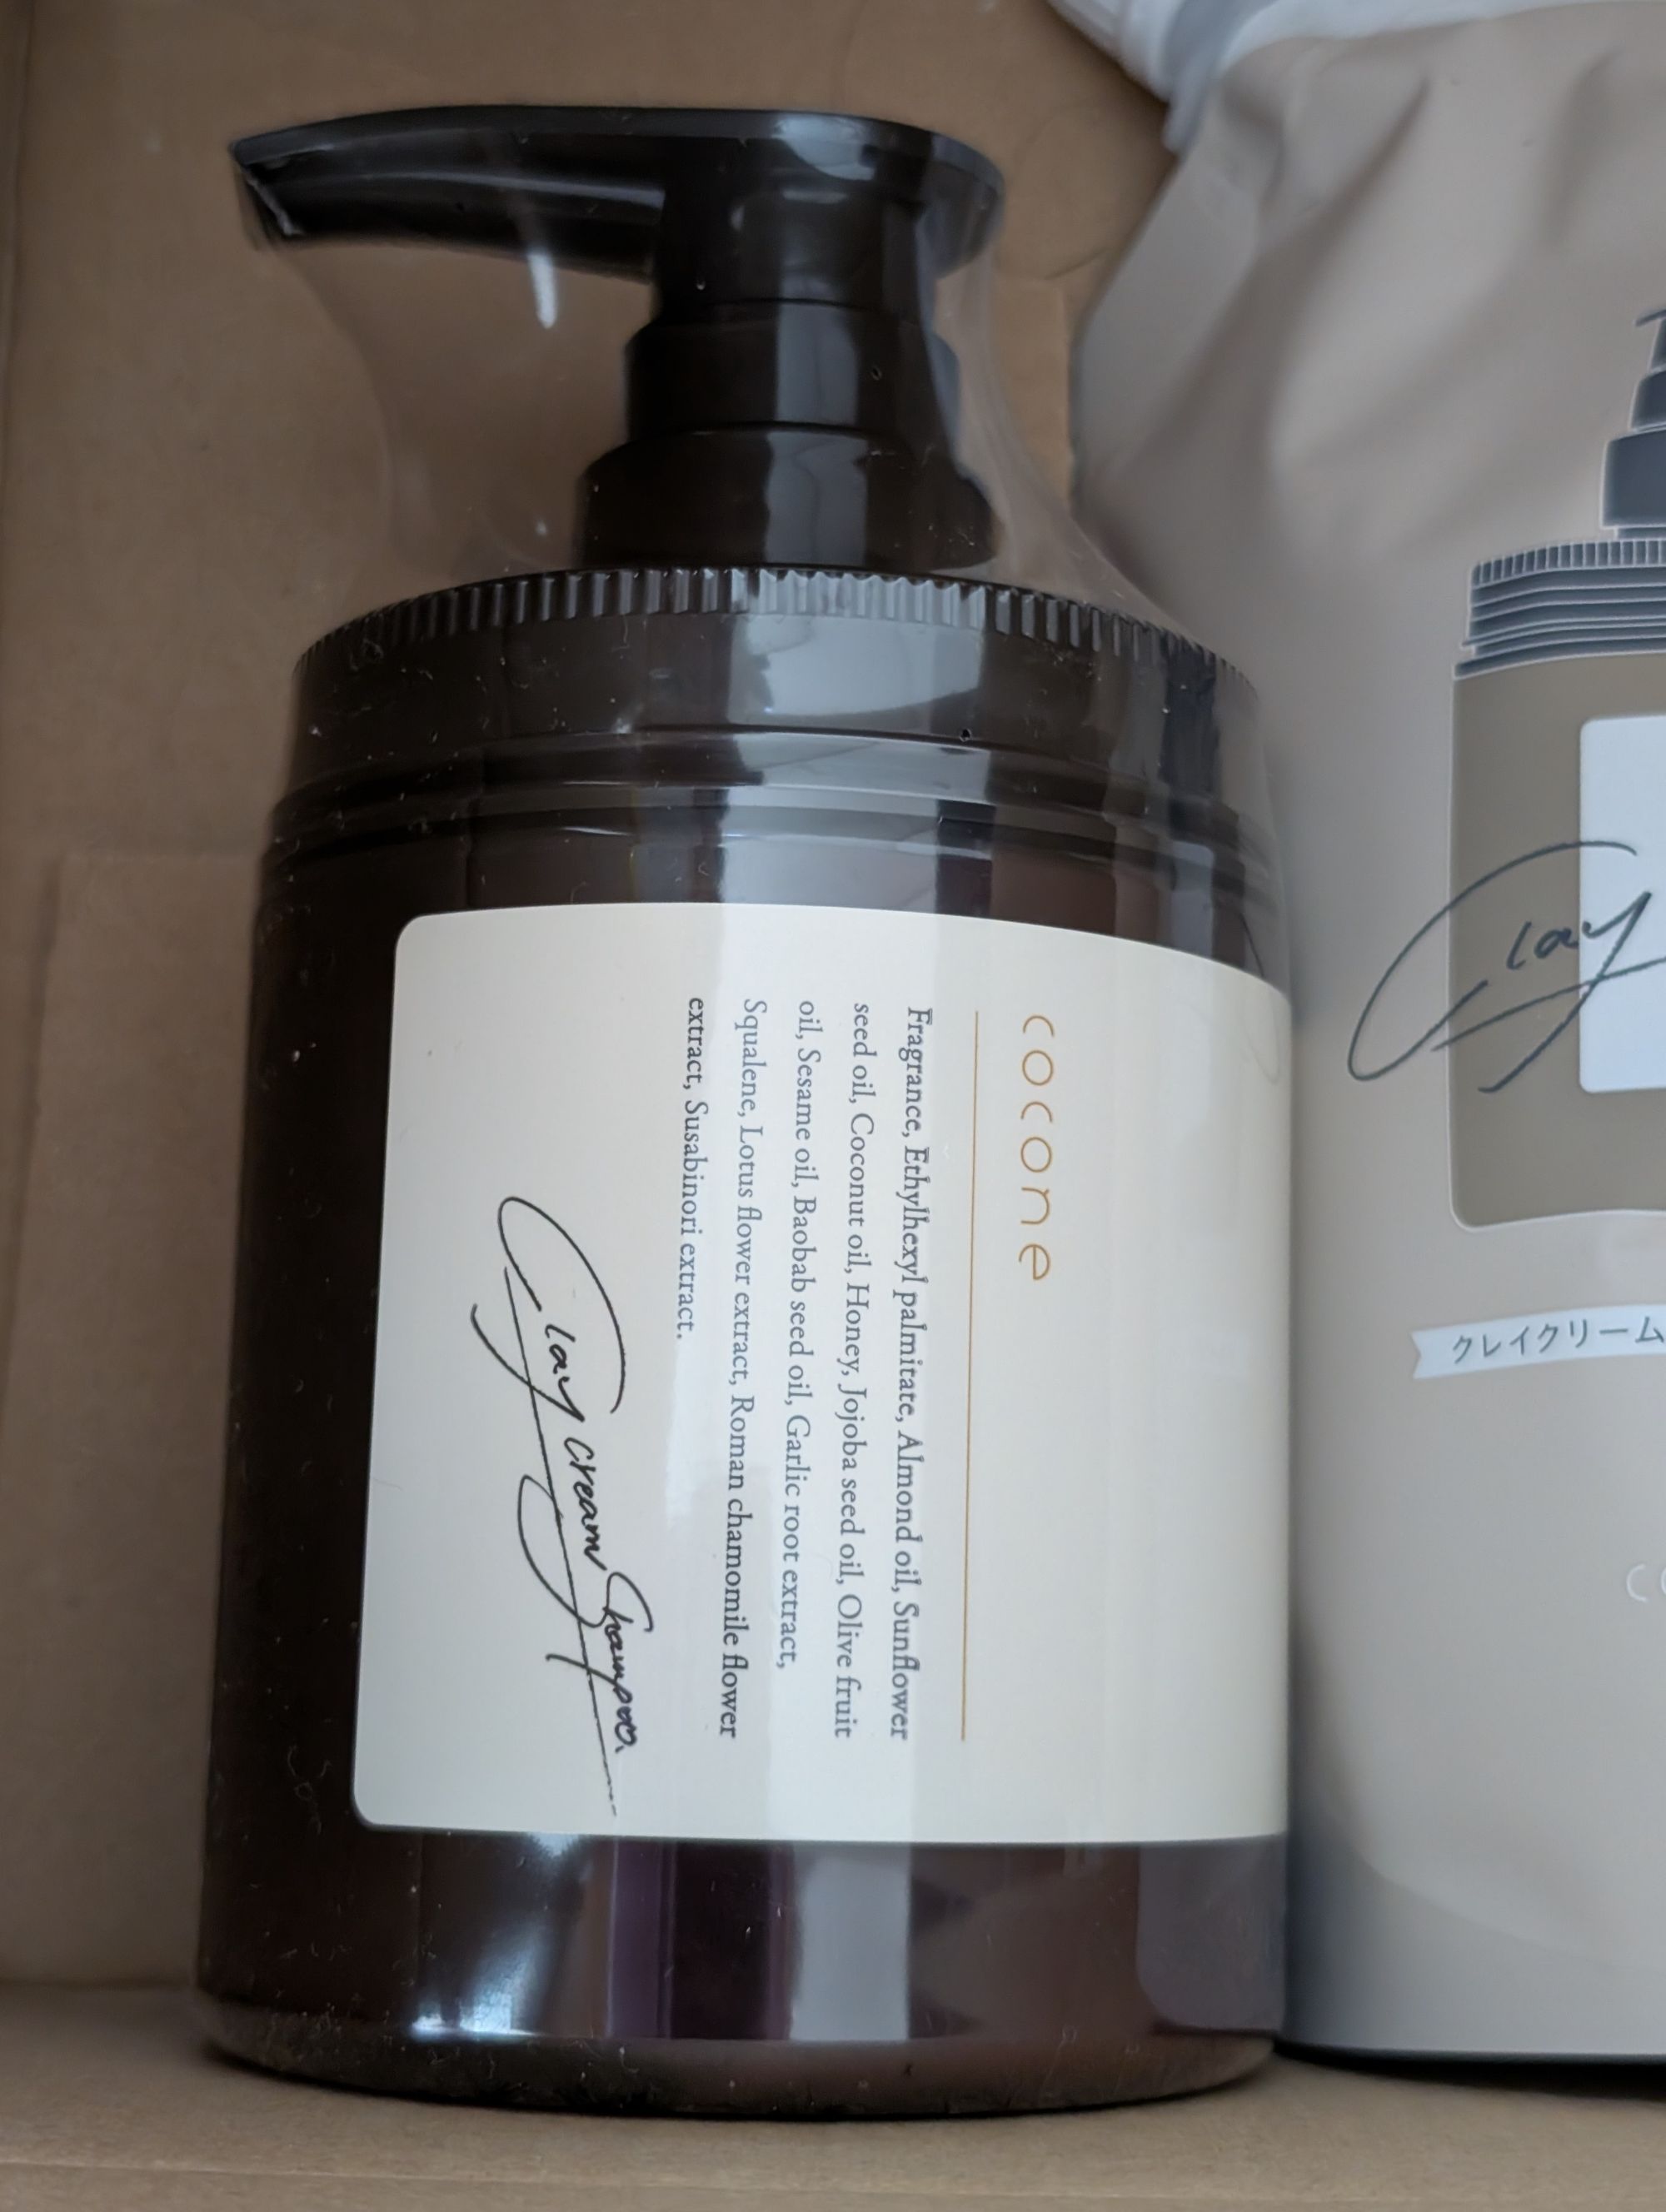 cocone
Fragrance, Ethylhexyl palmitate, Almond oil, Sunflower
seed oil, Coconut oil, Honey, Jojoba seed oil, Olive fruit
oil, Sesame oil, Baobab seed oil, Garlic root extract,
Squalene, Lotus flower extract, Roman chamomile flower
extract, Susabinori extract.
Clay cream Shampoo
Clay
クレイクリーム